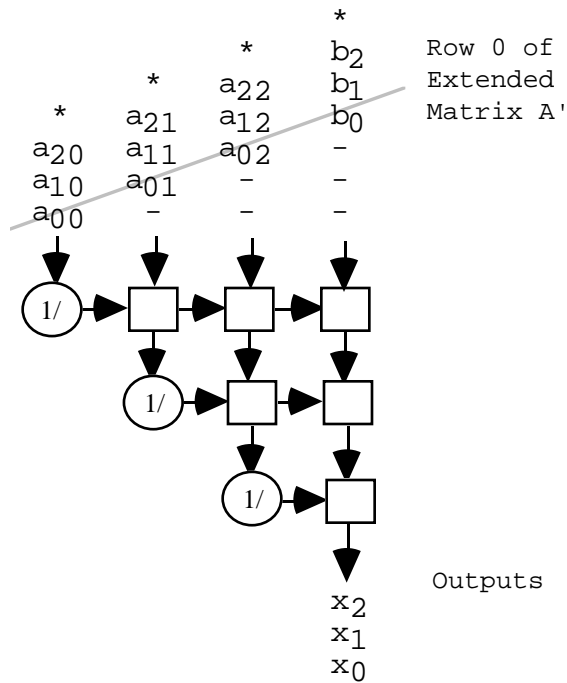 *
* b₂ Row 0 of
* a₂₂ b₁ Extended
* a₂₁ a₁₂ b₀ Matrix A'
a₂₀ a₁₁ a₀₂ -
a₁₀ a₀₁ - -
a₀₀ - - -
1/
1/
1/
Outputs
x₂
x₁
x₀